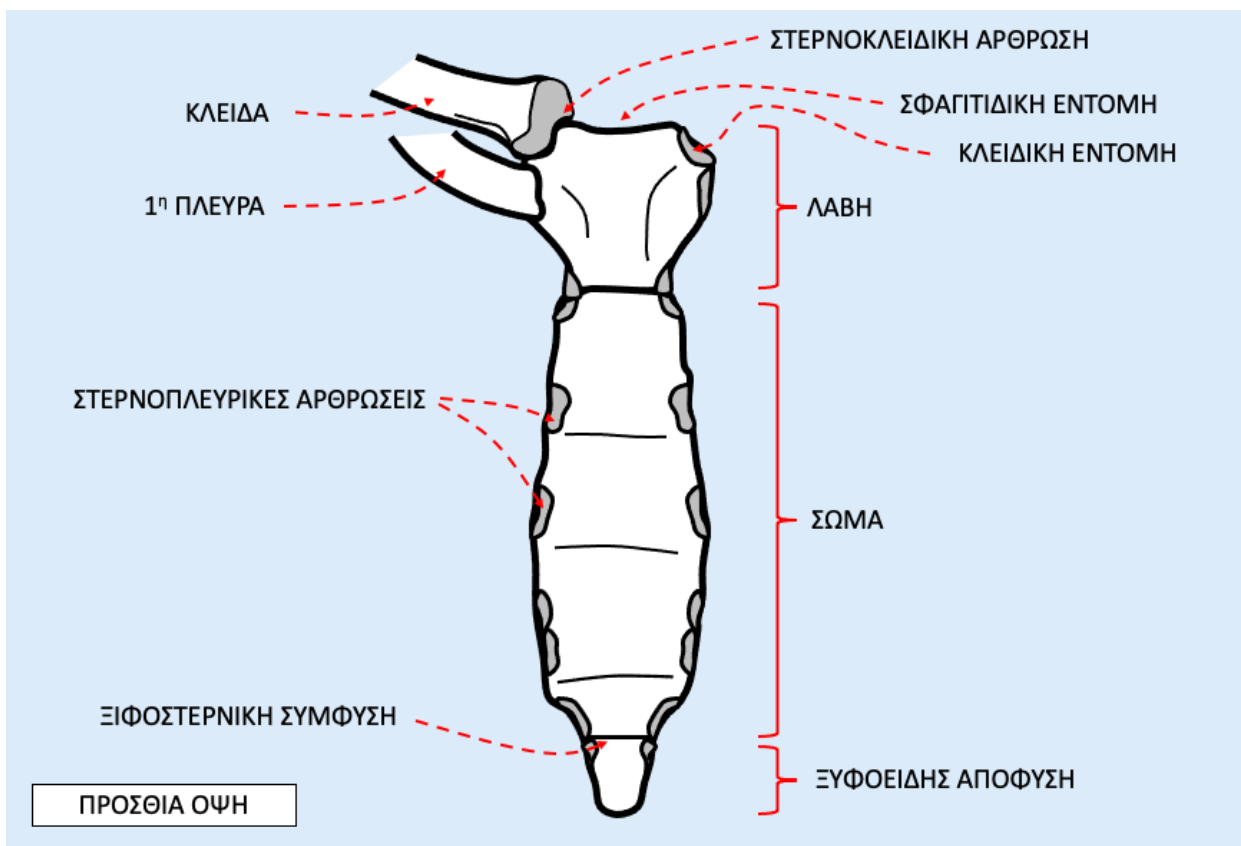 ΣΤΕΡΝΟΚΛΕΙΔΙΚΗ ΑΡΘΡΩΣΗ
ΚΛΕΙΔΑ
ΣΦΑΓΙΤΙΔΙΚΗ ΕΝΤΟΜΗ
ΚΛΕΙΔΙΚΗ ΕΝΤΟΜΗ
1η ΠΛΕΥΡΑ
ΛΑΒΗ
ΣΤΕΡΝΟΠΛΕΥΡΙΚΕΣ ΑΡΘΡΩΣΕΙΣ
ΣΩΜΑ
ΞΙΦΟΣΤΕΡΝΙΚΗ ΣΥΜΦΥΣΗ
ΞΥΦΟΕΙΔΗΣ ΑΠΟΦΥΣΗ
ΠΡΟΣΘΙΑ ΟΨΗ